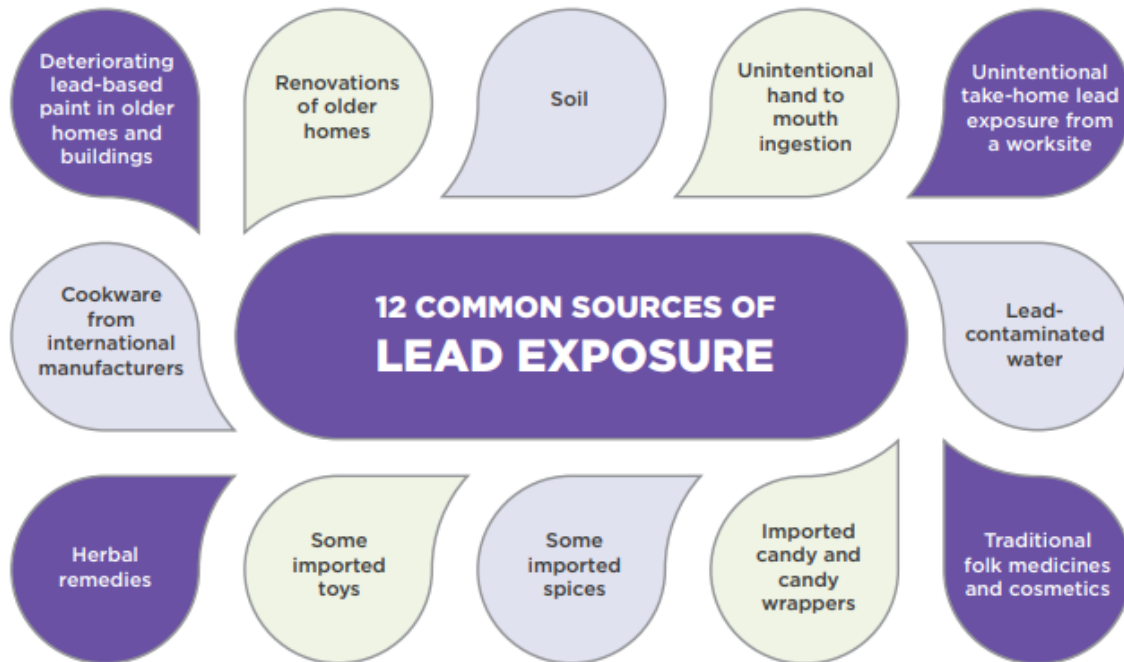 Deteriorating
lead-based
paint in older
homes and
buildings
Renovations
of older
homes
Soil
Unintentional
hand to
mouth
ingestion
Unintentional
take-home lead
exposure from
a worksite
Cookware
from
international
manufacturers
12 COMMON SOURCES OF
LEAD EXPOSURE
Lead-
contaminated
water
Herbal
remedies
Some
imported
toys
Some
imported
spices
Imported
candy and
candy
wrappers
Traditional
folk medicines
and cosmetics